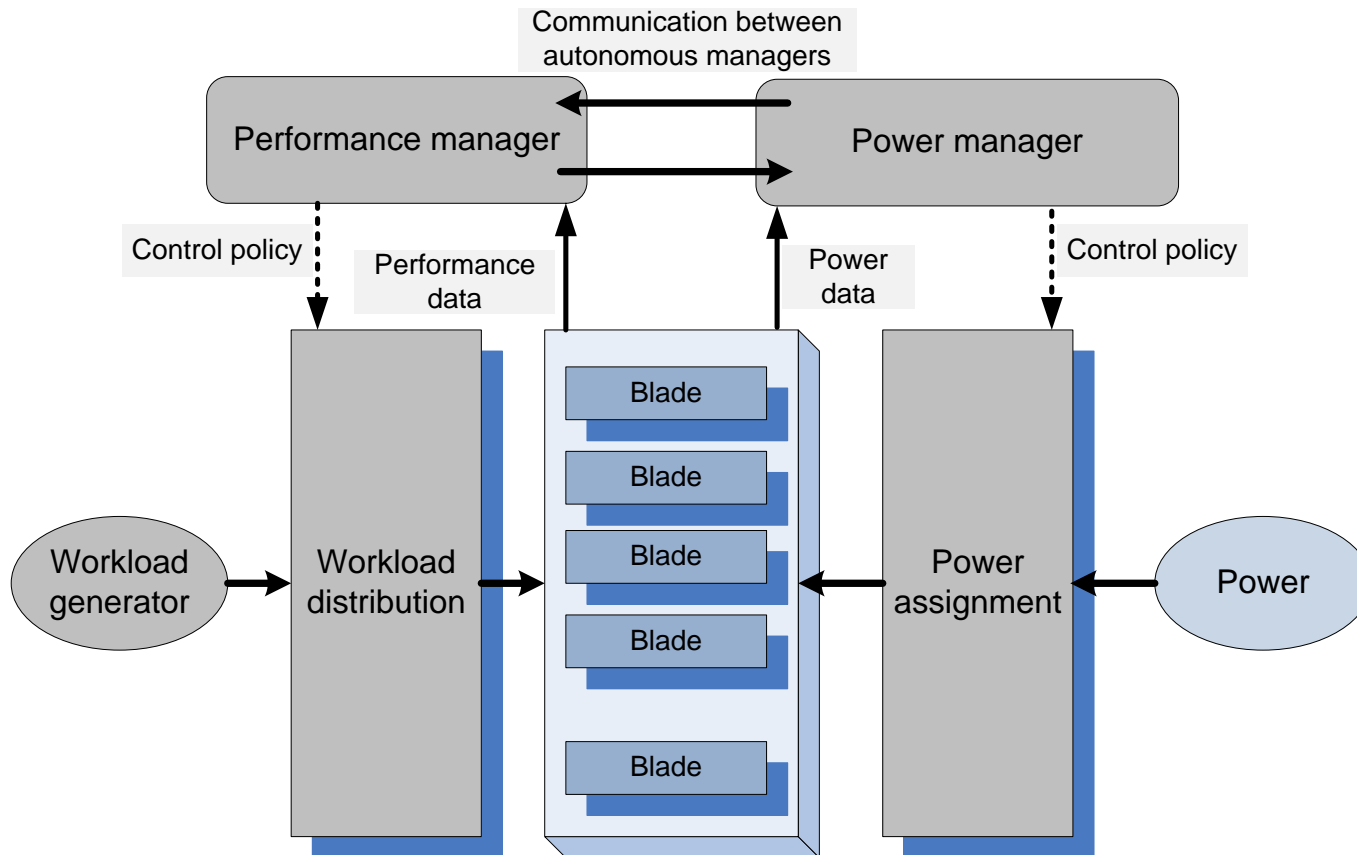 Communication between
autonomous managers
Performance manager
Power manager
Control policy
Performance
data
Power
data
Control policy
Blade
Blade
Blade
Blade
Blade
Workload
generator
Workload
distribution
Power
assignment
Power